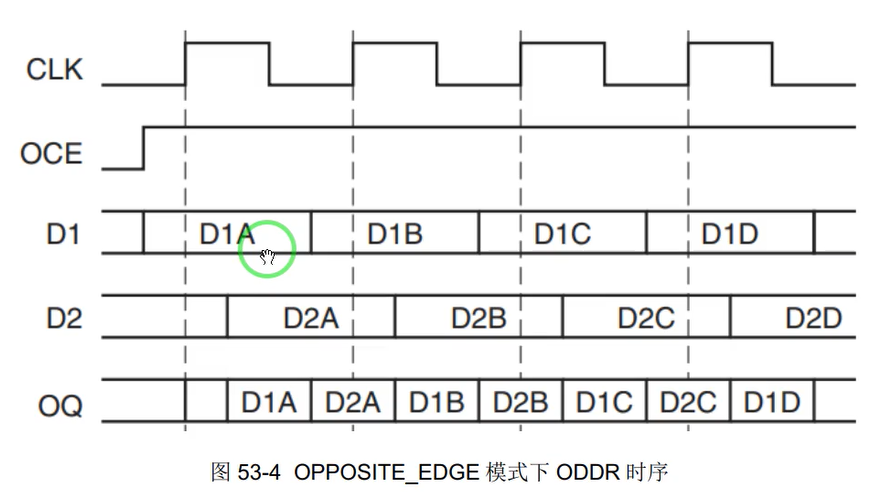 CLK
OCE
D1 D1A D1B D1C D1D
D2 D2A D2B D2C D2D
OQ D1A D2A D1B D2B D1C D2C D1D
图 53-4 OPPOSITE_EDGE 模式下 ODDR 时序